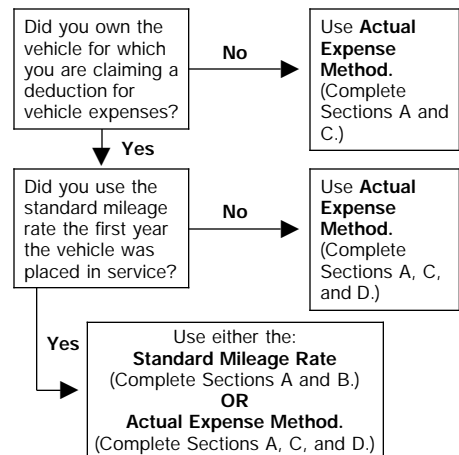 Did you own the
vehicle for which
you are claiming a
deduction for
vehicle expenses?
No
Use Actual
Expense
Method.
(Complete
Sections A and
C.)
Yes
Did you use the
standard mileage
rate the first year
the vehicle was
placed in service?
No
Use Actual
Expense
Method.
(Complete
Sections A, C,
and D.)
Yes
Use either the:
Standard Mileage Rate
(Complete Sections A and B.)
OR
Actual Expense Method.
(Complete Sections A, C, and D.)